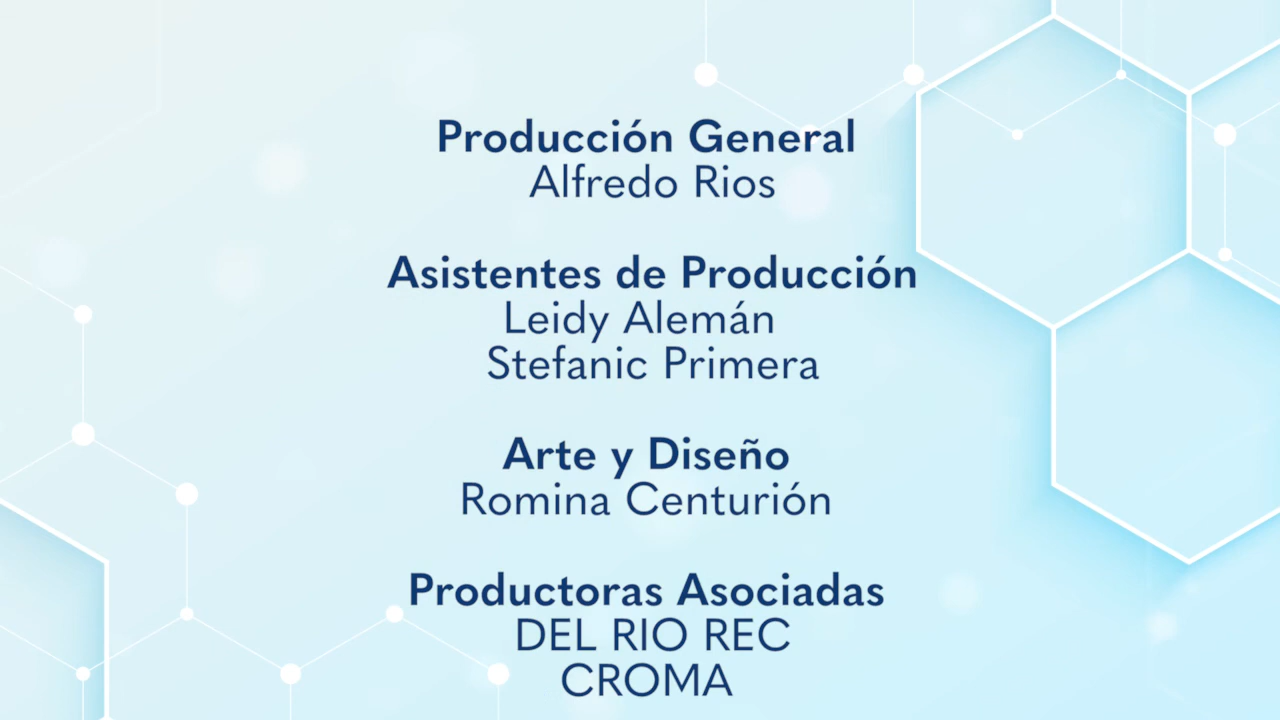 Producción General
Alfredo Rios
Asistentes de Producción
Leidy Alemán
Stefanic Primera
Arte y Diseño
Romina Centurión
Productoras Asociadas
DEL RIO REC
CROMA